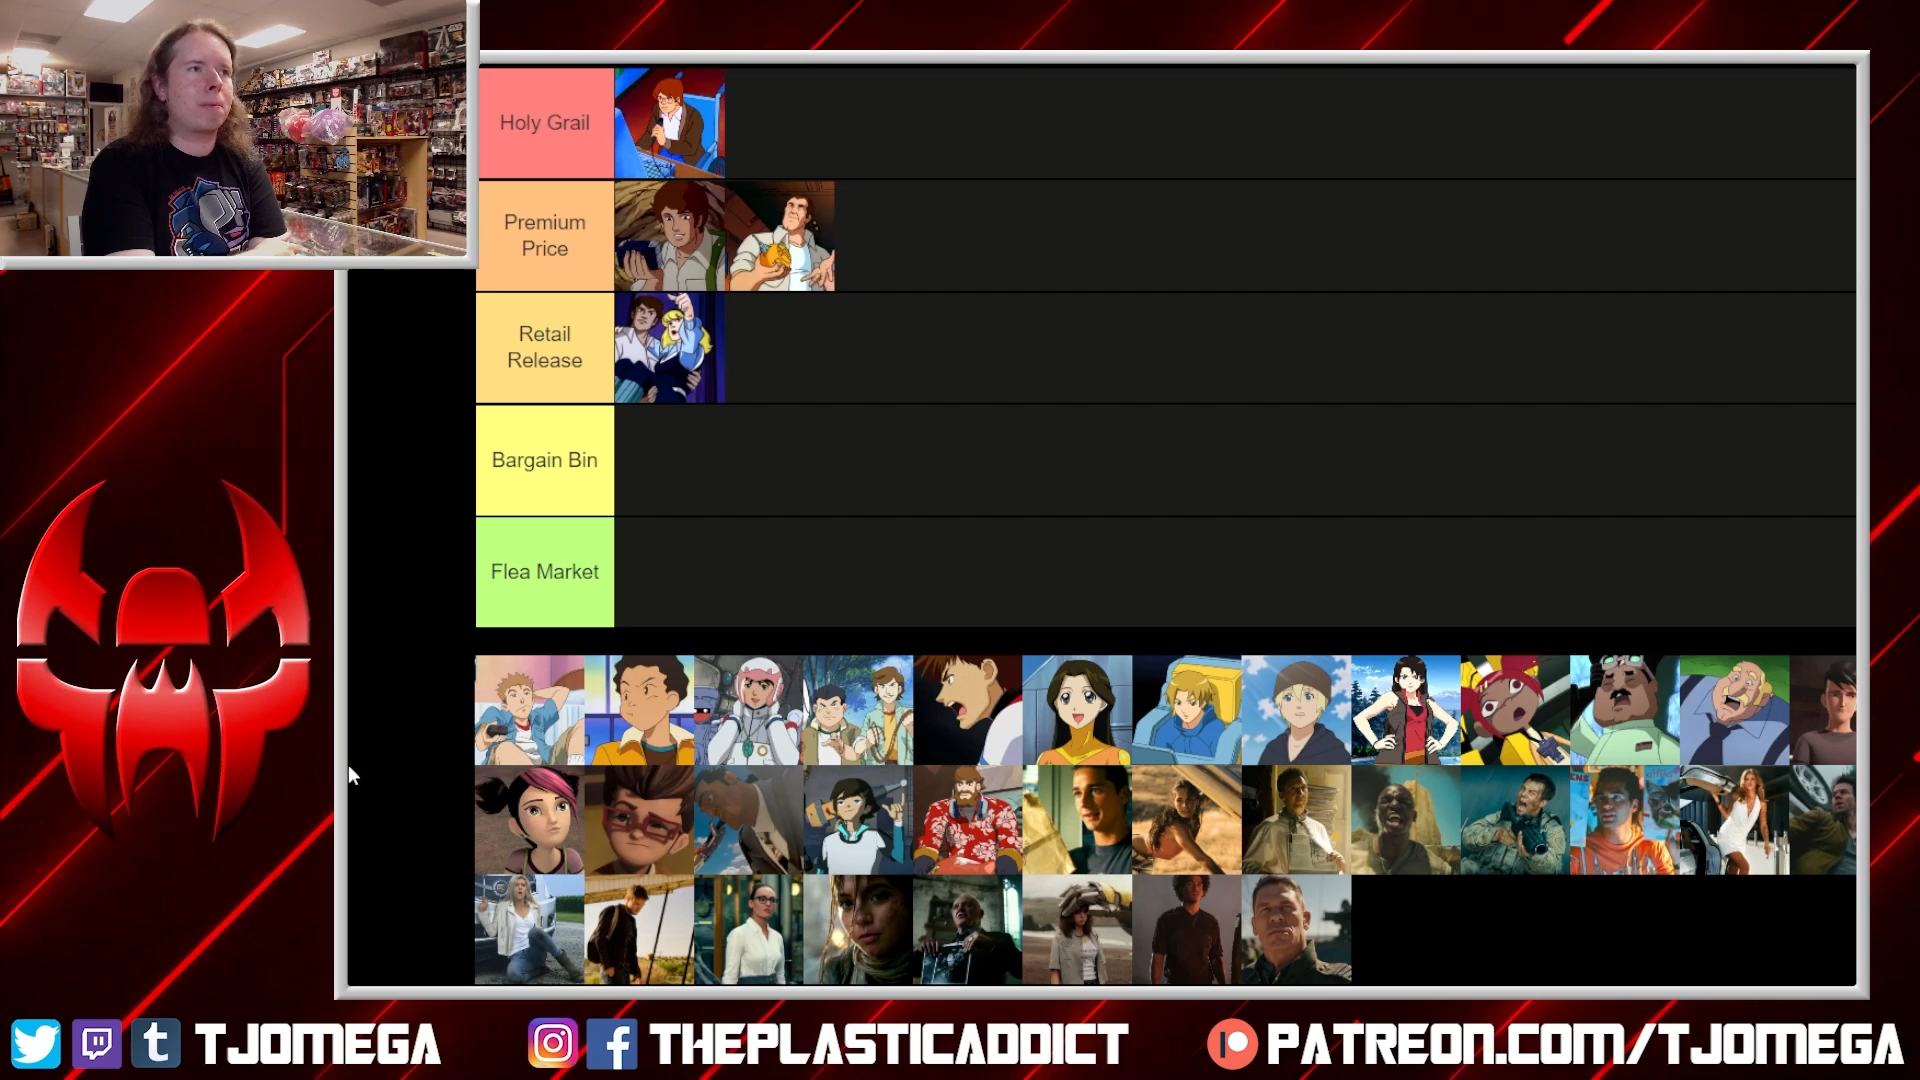 Holy Grail
Premium
Price
Retail
Release
Bargain Bin
Flea Market
TJOMEGA
THEPLASTICADDICT
PATREON.COM/TJOMEGA